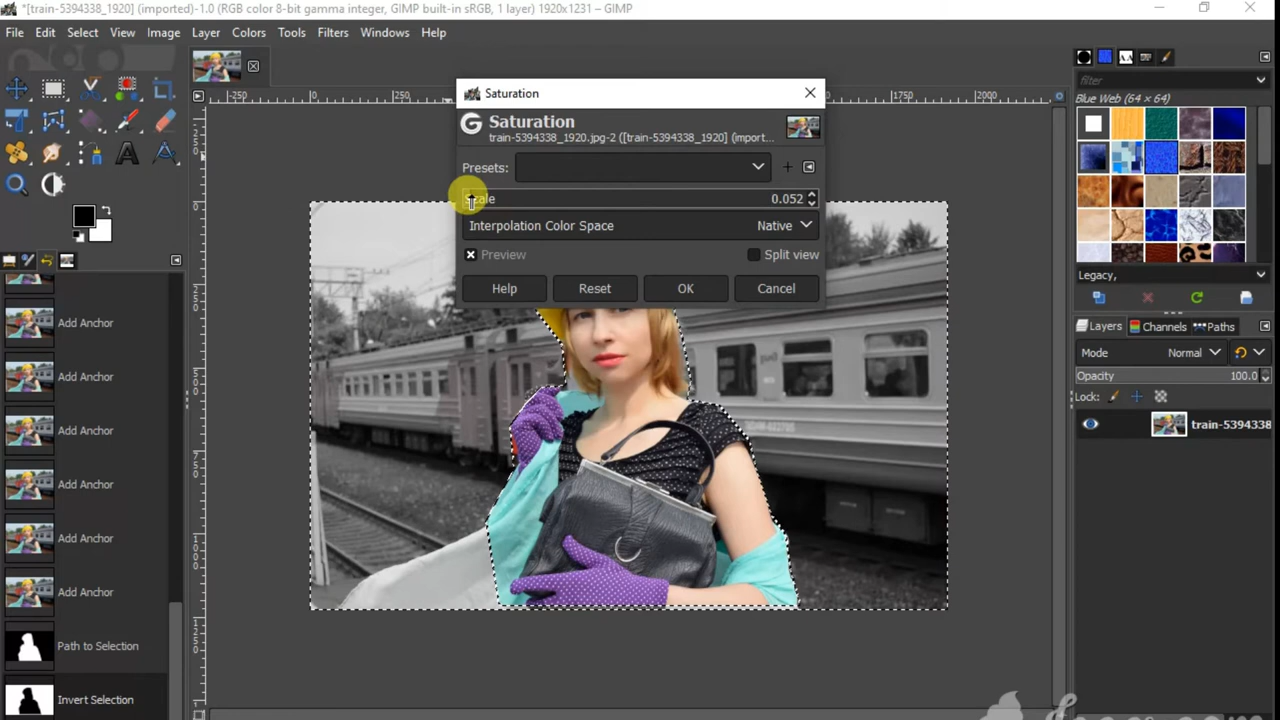 *[train-5394338_1920] (imported)-1.0 (RGB color 8-bit gamma integer, GIMP built-in sRGB, 1 layer) 1920x1231 – GIMP
File Edit Select View Image Layer Colors Tools Filters Windows Help
-250 0 250 1750 2000
Saturation
Saturation
train-5394338_1920.jpg-2 ([train-5394338_1920] (import...
Presets:
Scale 0.052
Interpolation Color Space Native
Preview Split view
Help Reset OK Cancel
Add Anchor
Add Anchor
Add Anchor
Add Anchor
Add Anchor
Add Anchor
Path to Selection
Invert Selection
filter
Blue Web (64 × 64)
Legacy,
Layers Channels Paths
Mode Normal
Opacity 100.0
Lock:
train-5394338